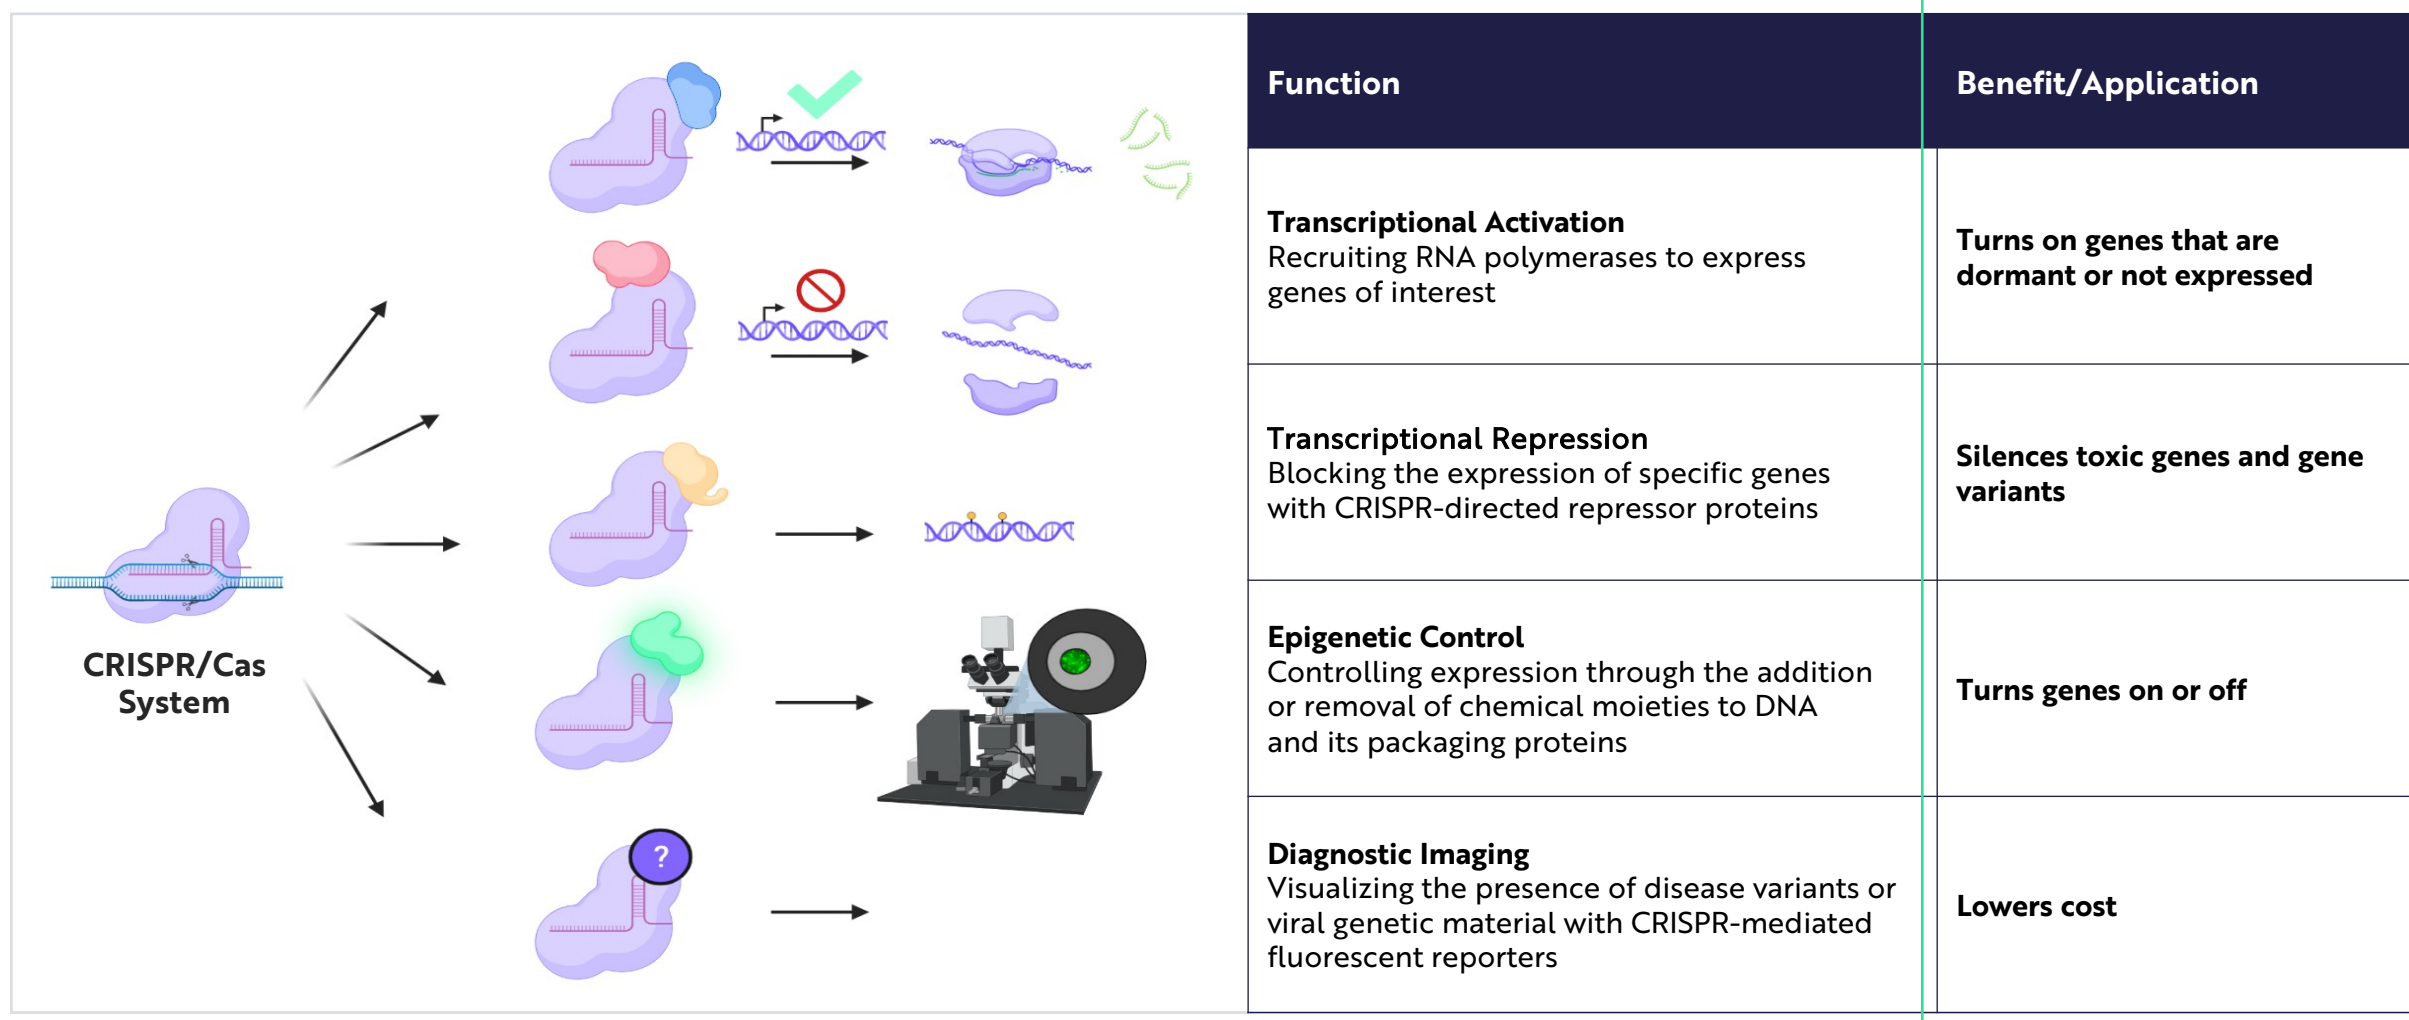 CRISPR/Cas
System
?
Function
Benefit/Application
Transcriptional Activation
Recruiting RNA polymerases to express
genes of interest
Turns on genes that are
dormant or not expressed
Transcriptional Repression
Blocking the expression of specific genes
with CRISPR-directed repressor proteins
Silences toxic genes and gene
variants
Epigenetic Control
Controlling expression through the addition
or removal of chemical moieties to DNA
and its packaging proteins
Turns genes on or off
Diagnostic Imaging
Visualizing the presence of disease variants or
viral genetic material with CRISPR-mediated
fluorescent reporters
Lowers cost